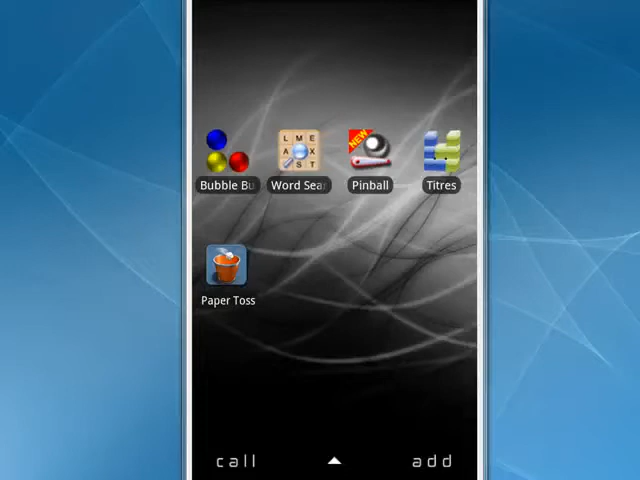 L M E
A X
S T
NEW
Bubble Bu
Word Sear
Pinball
Titres
Paper Toss
call
add